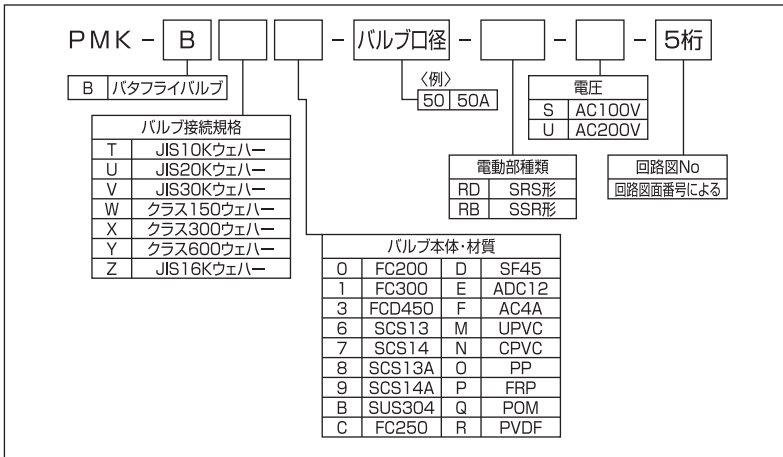 PMK - B - バルブ口径 - - - 5桁
B バタフライバルブ
〈例〉
50 50A
電圧
S AC100V
U AC200V
バルブ接続規格
T JIS10Kウェハー
U JIS20Kウェハー
V JIS30Kウェハー
W クラス150ウェハー
X クラス300ウェハー
Y クラス600ウェハー
Z JIS16Kウェハー
電動部種類
RD SRS形
RB SSR形
回路図No
回路図面番号による
バルブ本体・材質
0 FC200 D SF45
1 FC300 E ADC12
3 FCD450 F AC4A
6 SCS13 M UPVC
7 SCS14 N CPVC
8 SCS13A O PP
9 SCS14A P FRP
B SUS304 Q POM
C FC250 R PVDF